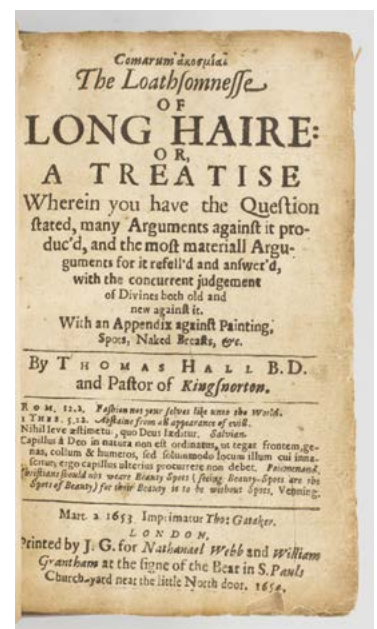 Comarum ἀκοσμίαι
The Loathſomneſſe
OF
LONG HAIRE:
OR,
A TREATISE
Wherein you have the Queſtion
ſtated, many Arguments againſt it pro-
duc'd, and the moſt materiall Argu-
guments for it refell'd and anſwer'd,
with the concurrent judgement
of Divines both old and
new againſt it.
With an Appendix againſt Painting,
Spots, Naked Breaſts, &c.
By THOMAS HALL B.D.
and Paſtor of Kingſnorton.
ROM. 12.2. Faſhion not your ſelves like unto the World.
1 THES. 5.22. Abſtaine from all appearance of evill.
Nihil leve æſtimetu, quo Deus læditur. Salvian.
Capillus à Deo in natura non eſt ordinatus, ut tegat frontem, ge-
nas, collum & humeros, ſed ſolummodo locum illum cui inna-
ſcitur; ergo capillus ulterius procurrere non debet. Poimenand.
Chriſtians ſhould not weare Beauty Spots (ſeeing Beauty-Spots are the
Spots of Beauty) for their Beauty is to be without Spots, Venning.
Mart. 2 1653 Imprimatur Tho: Gataker.
LONDON,
Printed by J. G. for Nathanael Webb and William
Grantham at the ſigne of the Bear in S. Pauls
Church-yard neer the little North door. 1654.